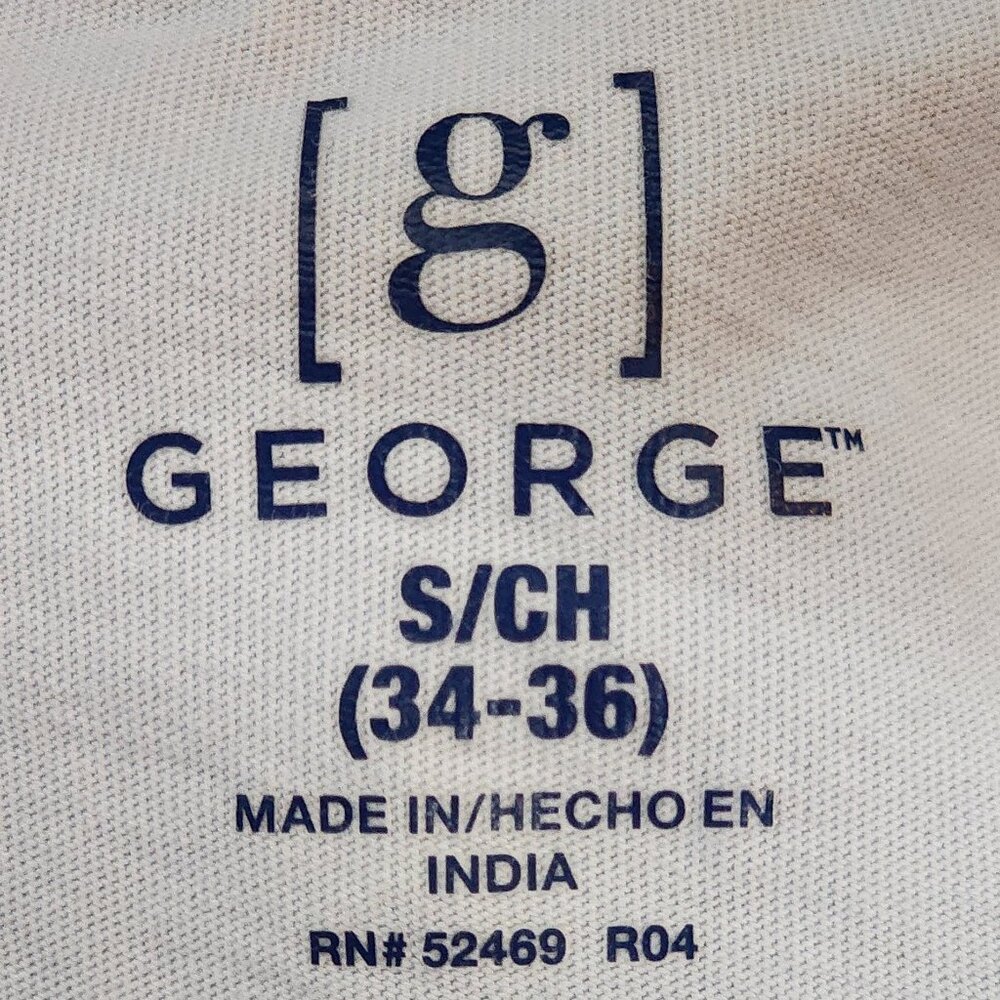 [g]
GEORGE™
S/CH
(34-36)
MADE IN/HECHO EN
INDIA
RN# 52469 R04